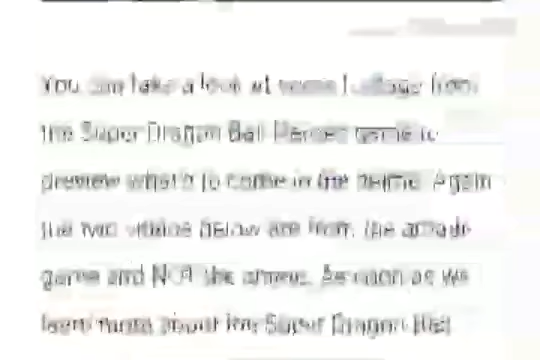 You can take a look at some footage from
the Super Dragon Ball Heroes game to
preview what's to come in the anime. Again
the two videos below are from the arcade
game and NOT the anime. As soon as we
learn more about the Super Dragon Ball